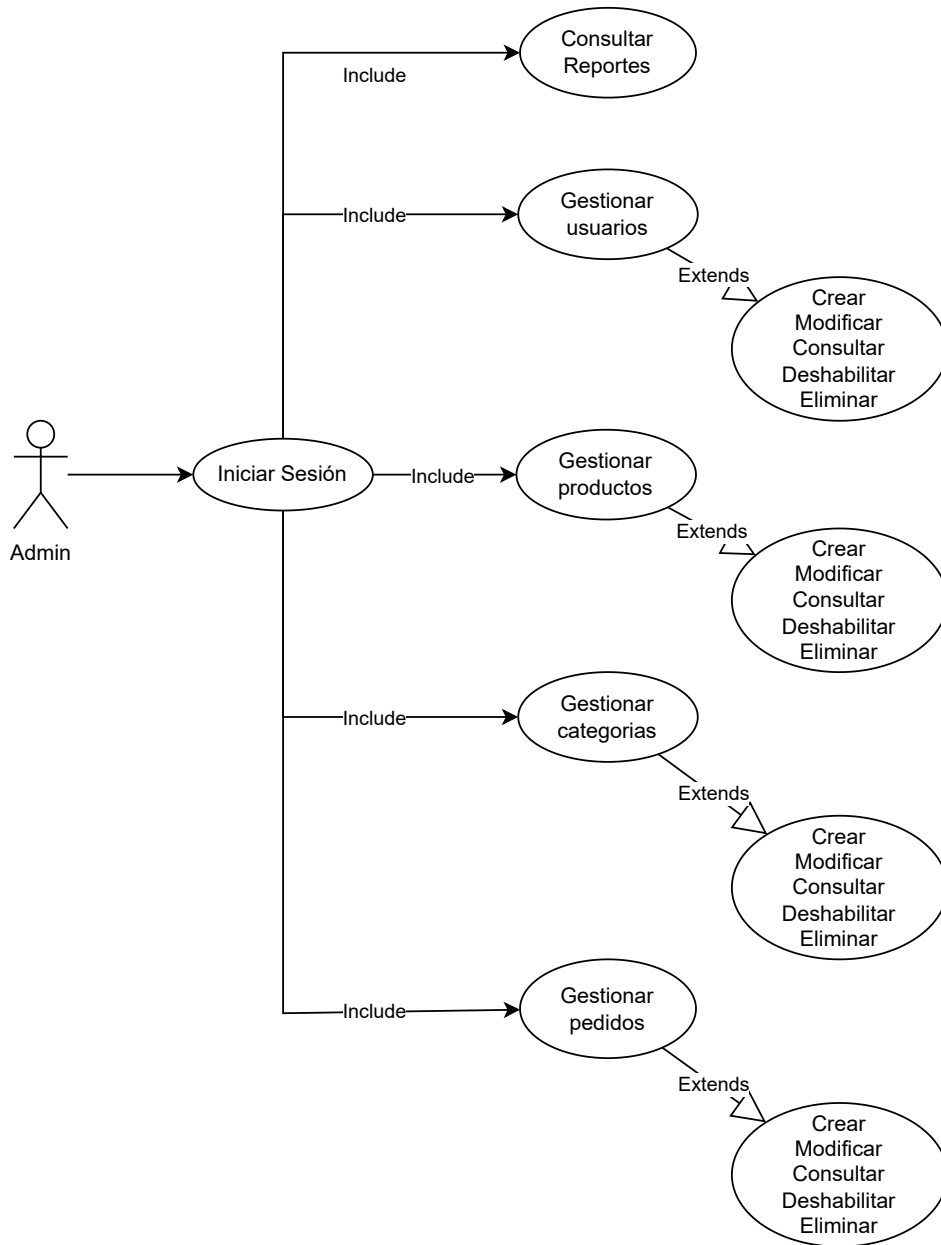 Consultar
Reportes
Include
Gestionar
usuarios
Include
Extends
Crear
Modificar
Consultar
Deshabilitar
Eliminar
Admin
Iniciar Sesión
Include
Gestionar
productos
Extends
Crear
Modificar
Consultar
Deshabilitar
Eliminar
Include
Gestionar
categorias
Extends
Crear
Modificar
Consultar
Deshabilitar
Eliminar
Include
Gestionar
pedidos
Extends
Crear
Modificar
Consultar
Deshabilitar
Eliminar